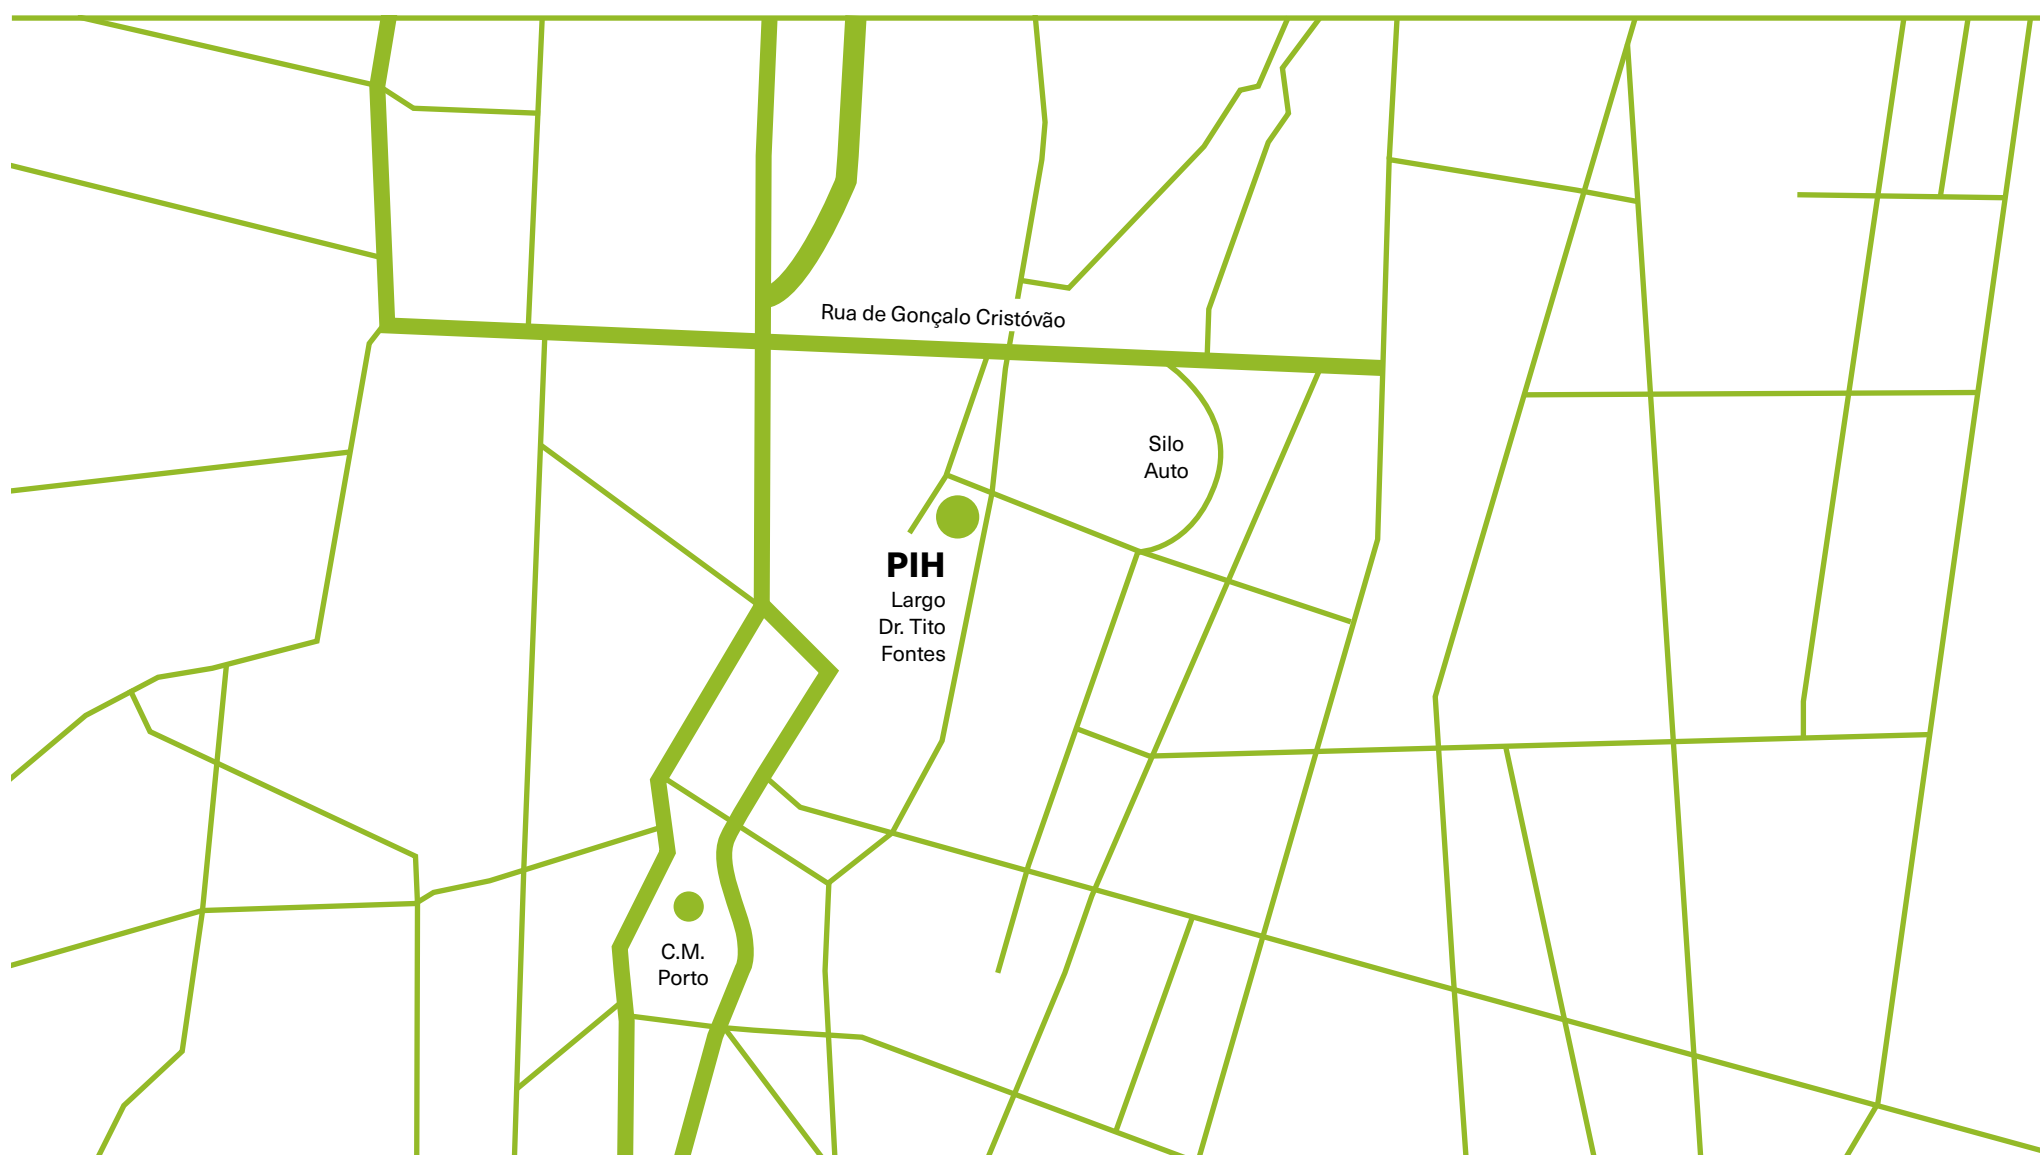 Rua de Gonçalo Cristóvão
Silo
Auto
PIH
Largo
Dr. Tito
Fontes
C.M.
Porto